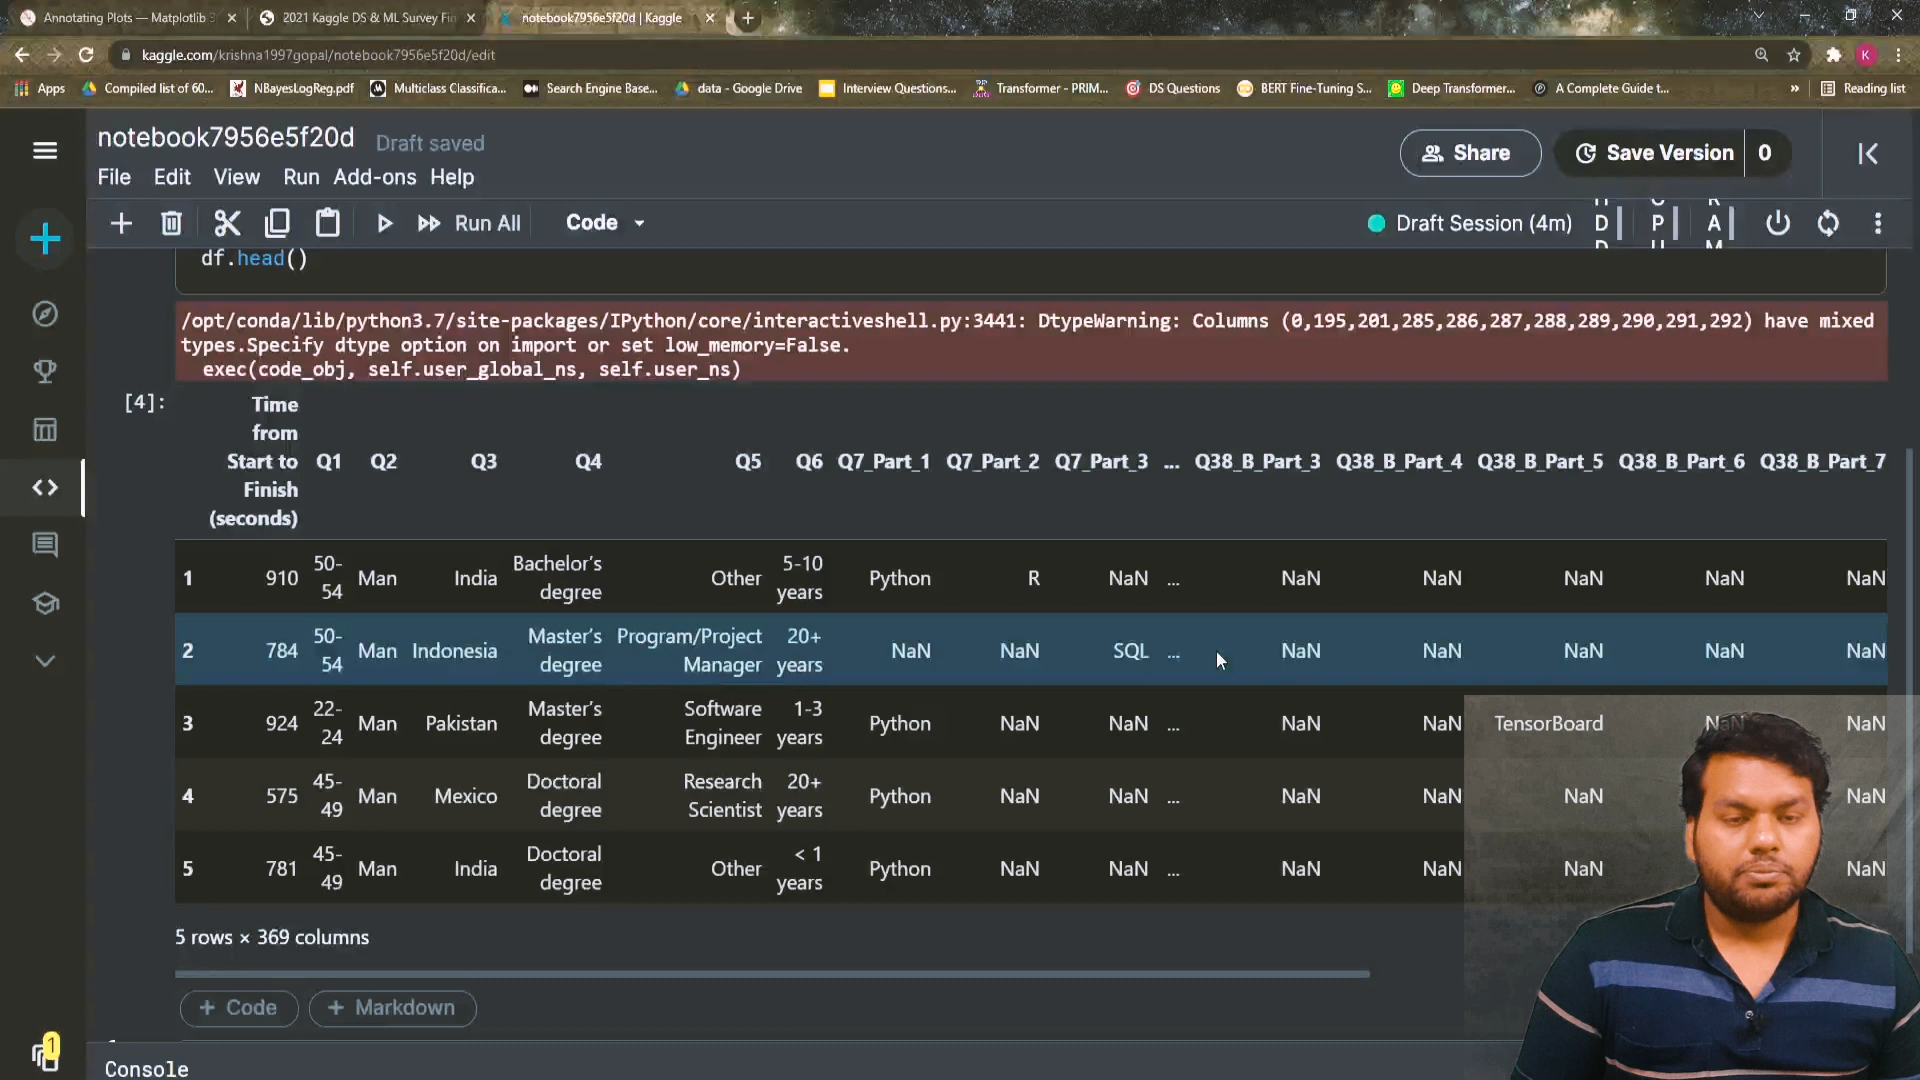 Annotating Plots — Matplotlib 3
2021 Kaggle DS & ML Survey Fin
notebook7956e5f20d | Kaggle
kaggle.com/krishna1997gopal/notebook7956e5f20d/edit
K
Apps
Compiled list of 60...
NBayesLogReg.pdf
Multiclass Classifica...
Search Engine Base...
data - Google Drive
Interview Questions...
Transformer - PRIM...
DS Questions
BERT Fine-Tuning S...
Deep Transformer...
A Complete Guide t...
»
Reading list
notebook7956e5f20d
Draft saved
Share
Save Version
0
File Edit View Run Add-ons Help
Run All
Code
Draft Session (4m)
df.head()
/opt/conda/lib/python3.7/site-packages/IPython/core/interactiveshell.py:3441: DtypeWarning: Columns (0,195,201,285,286,287,288,289,290,291,292) have mixed
types.Specify dtype option on import or set low_memory=False.
exec(code_obj, self.user_global_ns, self.user_ns)
[4]:
Time
from
Start to
Finish
(seconds)
Q1 Q2 Q3 Q4 Q5 Q6 Q7_Part_1 Q7_Part_2 Q7_Part_3 ... Q38_B_Part_3 Q38_B_Part_4 Q38_B_Part_5 Q38_B_Part_6 Q38_B_Part_7
1 910 50-54 Man India Bachelor's degree Other 5-10 years Python R NaN ... NaN NaN NaN NaN NaN
2 784 50-54 Man Indonesia Master's degree Program/Project Manager 20+ years NaN NaN SQL ... NaN NaN NaN NaN NaN
3 924 22-24 Man Pakistan Master's degree Software Engineer 1-3 years Python NaN NaN ... NaN NaN TensorBoard NaN NaN
4 575 45-49 Man Mexico Doctoral degree Research Scientist 20+ years Python NaN NaN ... NaN NaN NaN NaN
5 781 45-49 Man India Doctoral degree Other < 1 years Python NaN NaN ... NaN NaN NaN NaN
5 rows × 369 columns
+ Code
+ Markdown
1
Console